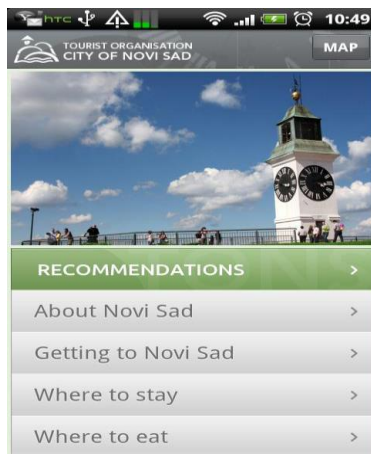 htc 10:49
TOURIST ORGANISATION
CITY OF NOVI SAD
MAP
RECOMMENDATIONS
About Novi Sad
Getting to Novi Sad
Where to stay
Where to eat